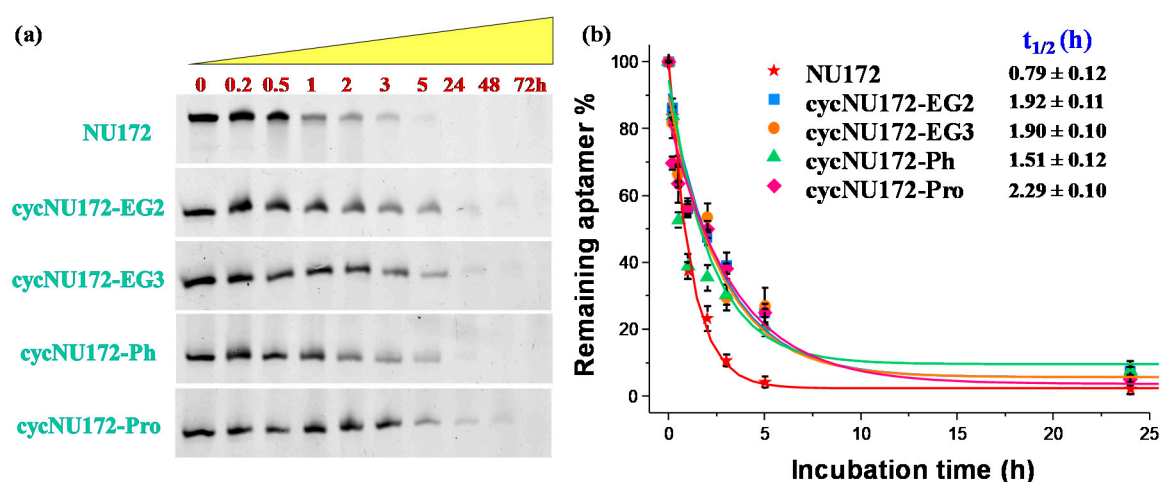 (a)
0 0.2 0.5 1 2 3 5 24 48 72h
NU172
cycNU172-EG2
cycNU172-EG3
cycNU172-Ph
cycNU172-Pro
(b)
t1/2 (h)
NU172 0.79 ± 0.12
cycNU172-EG2 1.92 ± 0.11
cycNU172-EG3 1.90 ± 0.10
cycNU172-Ph 1.51 ± 0.12
cycNU172-Pro 2.29 ± 0.10
Remaining aptamer %
100
80
60
40
20
0
0 5 10 15 20 25
Incubation time (h)